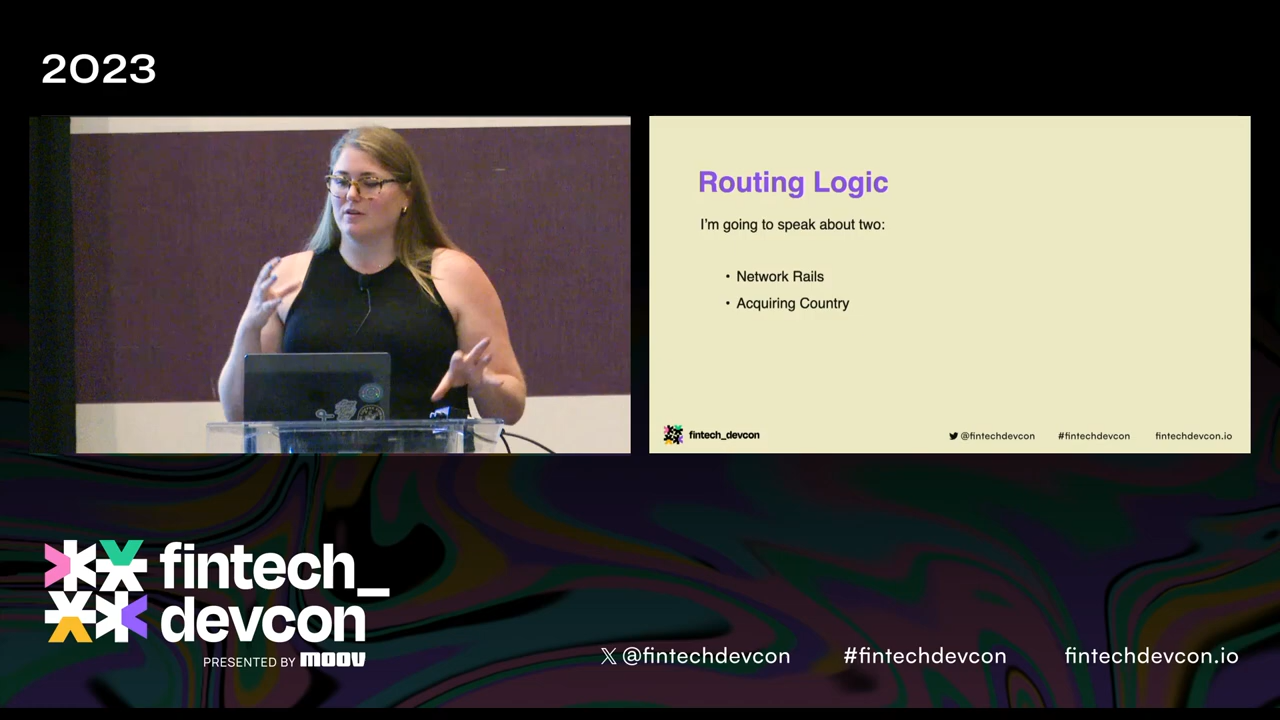 2023
Routing Logic
I'm going to speak about two:
• Network Rails
• Acquiring Country
fintech_devcon
@fintechdevcon
#fintechdevcon
fintechdevcon.io
fintech_
devcon
PRESENTED BY moov
𝕏 @fintechdevcon
#fintechdevcon
fintechdevcon.io